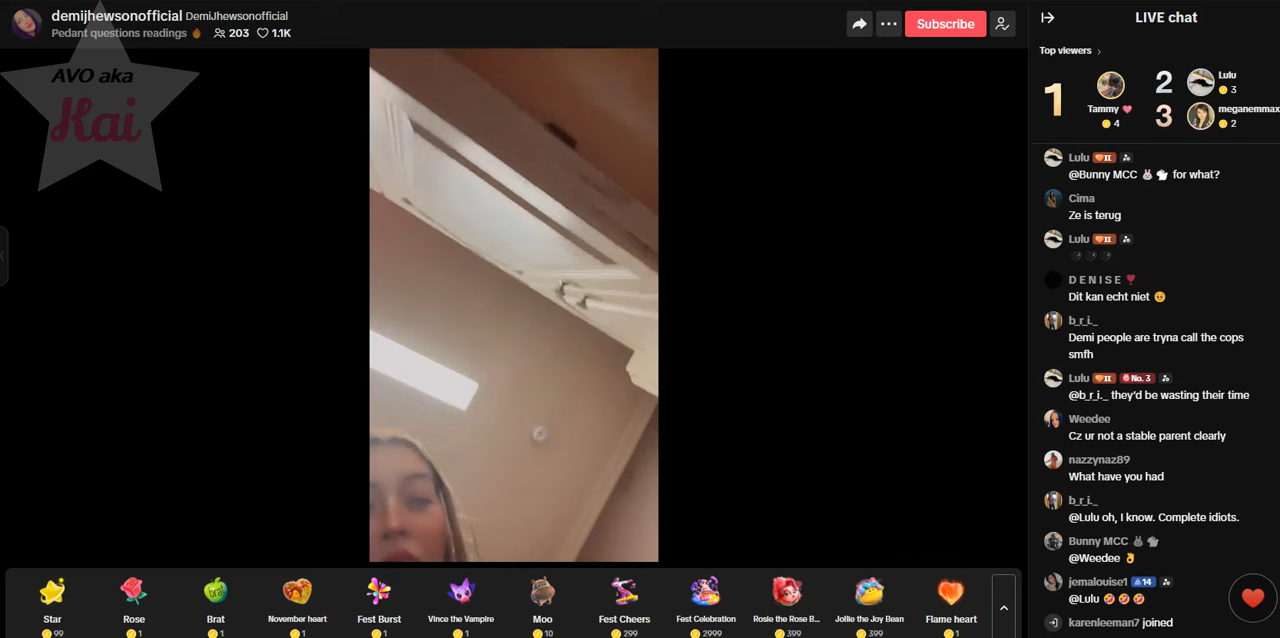 demijhewsonofficial DemiJhewsonofficial
Pedant questions readings 203 1.1K
Subscribe
AVO aka
Kai
LIVE chat
Top viewers
1
Tammy
4
2
Lulu
3
3
meganemmax
2
Lulu II
@Bunny MCC for what?
Cima
Ze is terug
Lulu II
D E N I S E
Dit kan echt niet
b_r_i._
Demi people are tryna call the cops
smfh
Lulu II No. 3
@b_r_i._ they'd be wasting their time
Weedee
Cz ur not a stable parent clearly
nazzynaz89
What have you had
b_r_i._
@Lulu oh, I know. Complete idiots.
Bunny MCC
@Weedee
jemalouise1 14
@Lulu
karenleeman7 joined
brat
Star
99
Rose
1
Brat
1
November heart
1
Fest Burst
1
Vince the Vampire
1
Moo
10
Fest Cheers
299
Fest Celebration
2999
Rosie the Rose B...
399
Jollie the Joy Bean
399
Flame heart
1